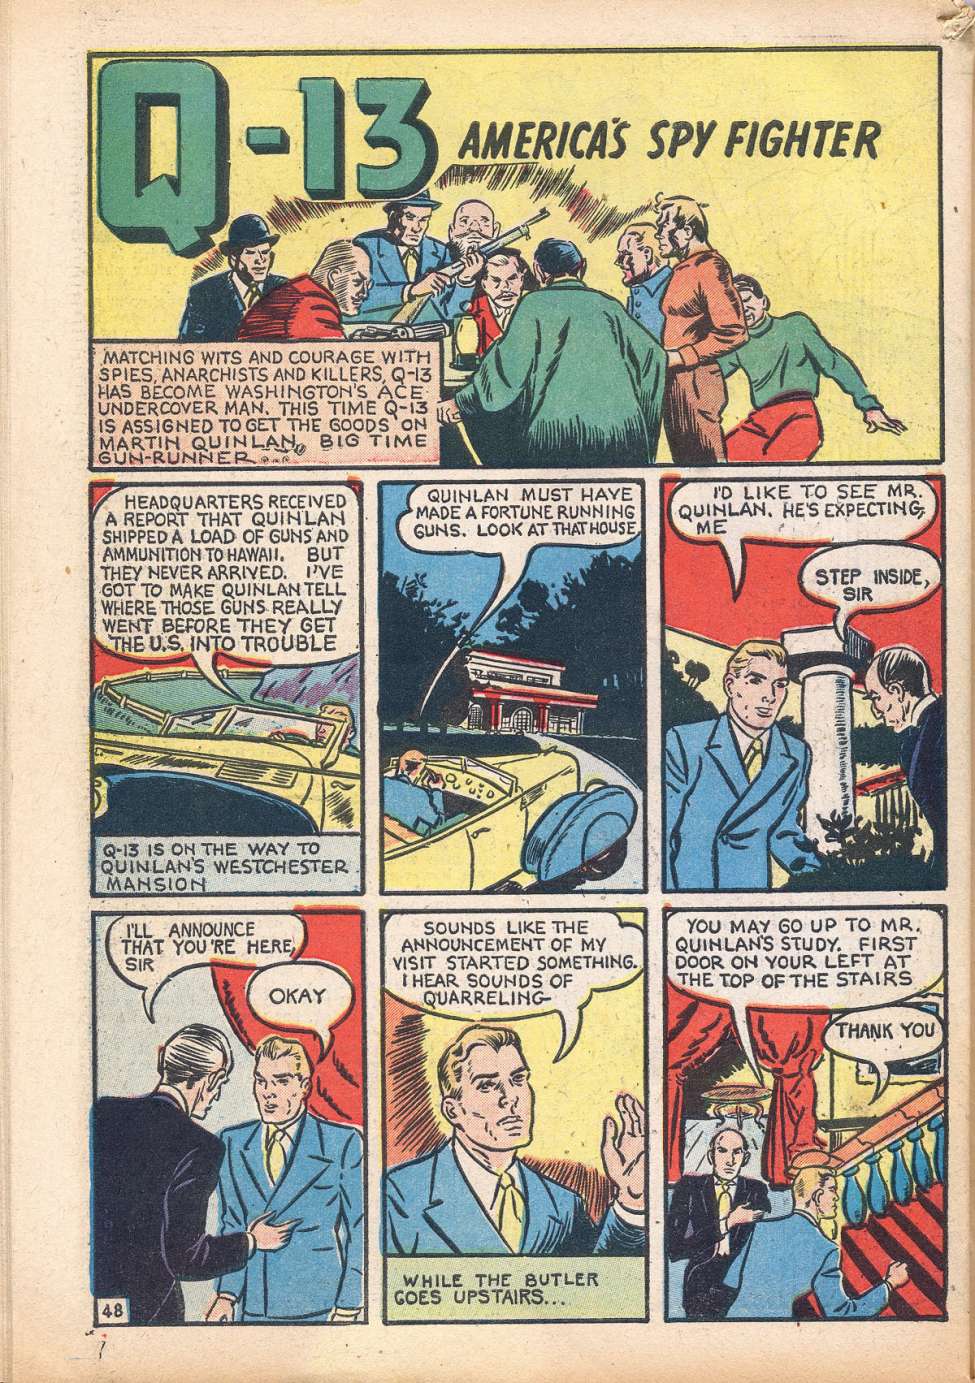 Q-13
AMERICA'S SPY FIGHTER
MATCHING WITS AND COURAGE WITH
SPIES, ANARCHISTS AND KILLERS, Q-13
HAS BECOME WASHINGTON'S ACE
UNDERCOVER MAN. THIS TIME Q-13
IS ASSIGNED TO GET THE GOODS ON
MARTIN QUINLAN, BIG TIME
GUN-RUNNER...
HEADQUARTERS RECEIVED
A REPORT THAT QUINLAN
SHIPPED A LOAD OF GUNS AND
AMMUNITION TO HAWAII. BUT
THEY NEVER ARRIVED. I'VE
GOT TO MAKE QUINLAN TELL
WHERE THOSE GUNS REALLY
WENT BEFORE THEY GET
THE U.S. INTO TROUBLE
Q-13 IS ON THE WAY TO
QUINLAN'S WESTCHESTER
MANSION
QUINLAN MUST HAVE
MADE A FORTUNE RUNNING
GUNS. LOOK AT THAT HOUSE
I'D LIKE TO SEE MR.
QUINLAN. HE'S EXPECTING,
ME
STEP INSIDE,
SIR
I'LL ANNOUNCE
THAT YOU'RE HERE,
SIR
OKAY
SOUNDS LIKE THE
ANNOUNCEMENT OF MY
VISIT STARTED SOMETHING.
I HEAR SOUNDS OF
QUARRELING-
WHILE THE BUTLER
GOES UPSTAIRS...
YOU MAY GO UP TO MR.
QUINLAN'S STUDY. FIRST
DOOR ON YOUR LEFT AT
THE TOP OF THE STAIRS
THANK YOU
48